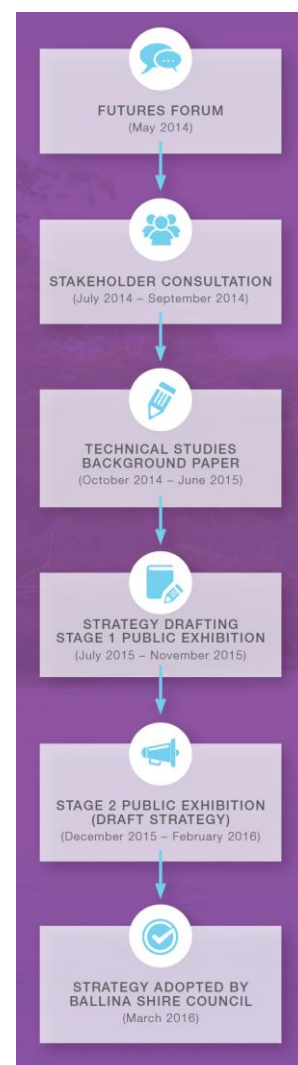 FUTURES FORUM
(May 2014)
STAKEHOLDER CONSULTATION
(July 2014 – September 2014)
TECHNICAL STUDIES
BACKGROUND PAPER
(October 2014 – June 2015)
STRATEGY DRAFTING
STAGE 1 PUBLIC EXHIBITION
(July 2015 – November 2015)
STAGE 2 PUBLIC EXHIBITION
(DRAFT STRATEGY)
(December 2015 – February 2016)
STRATEGY ADOPTED BY
BALLINA SHIRE COUNCIL
(March 2016)